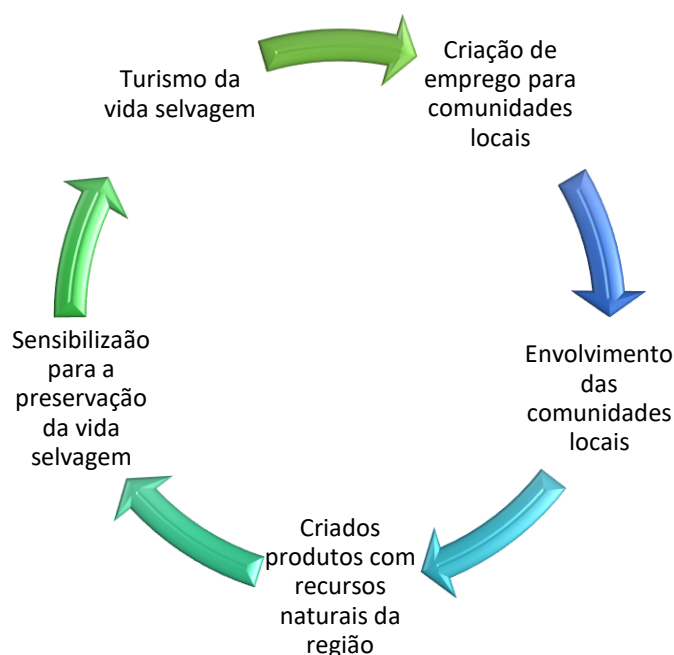 Turismo da
vida selvagem
Criação de
emprego para
comunidades
locais
Envolvimento
das
comunidades
locais
Criados
produtos com
recursos
naturais da
região
Sensibilizaão
para a
preservação
da vida
selvagem